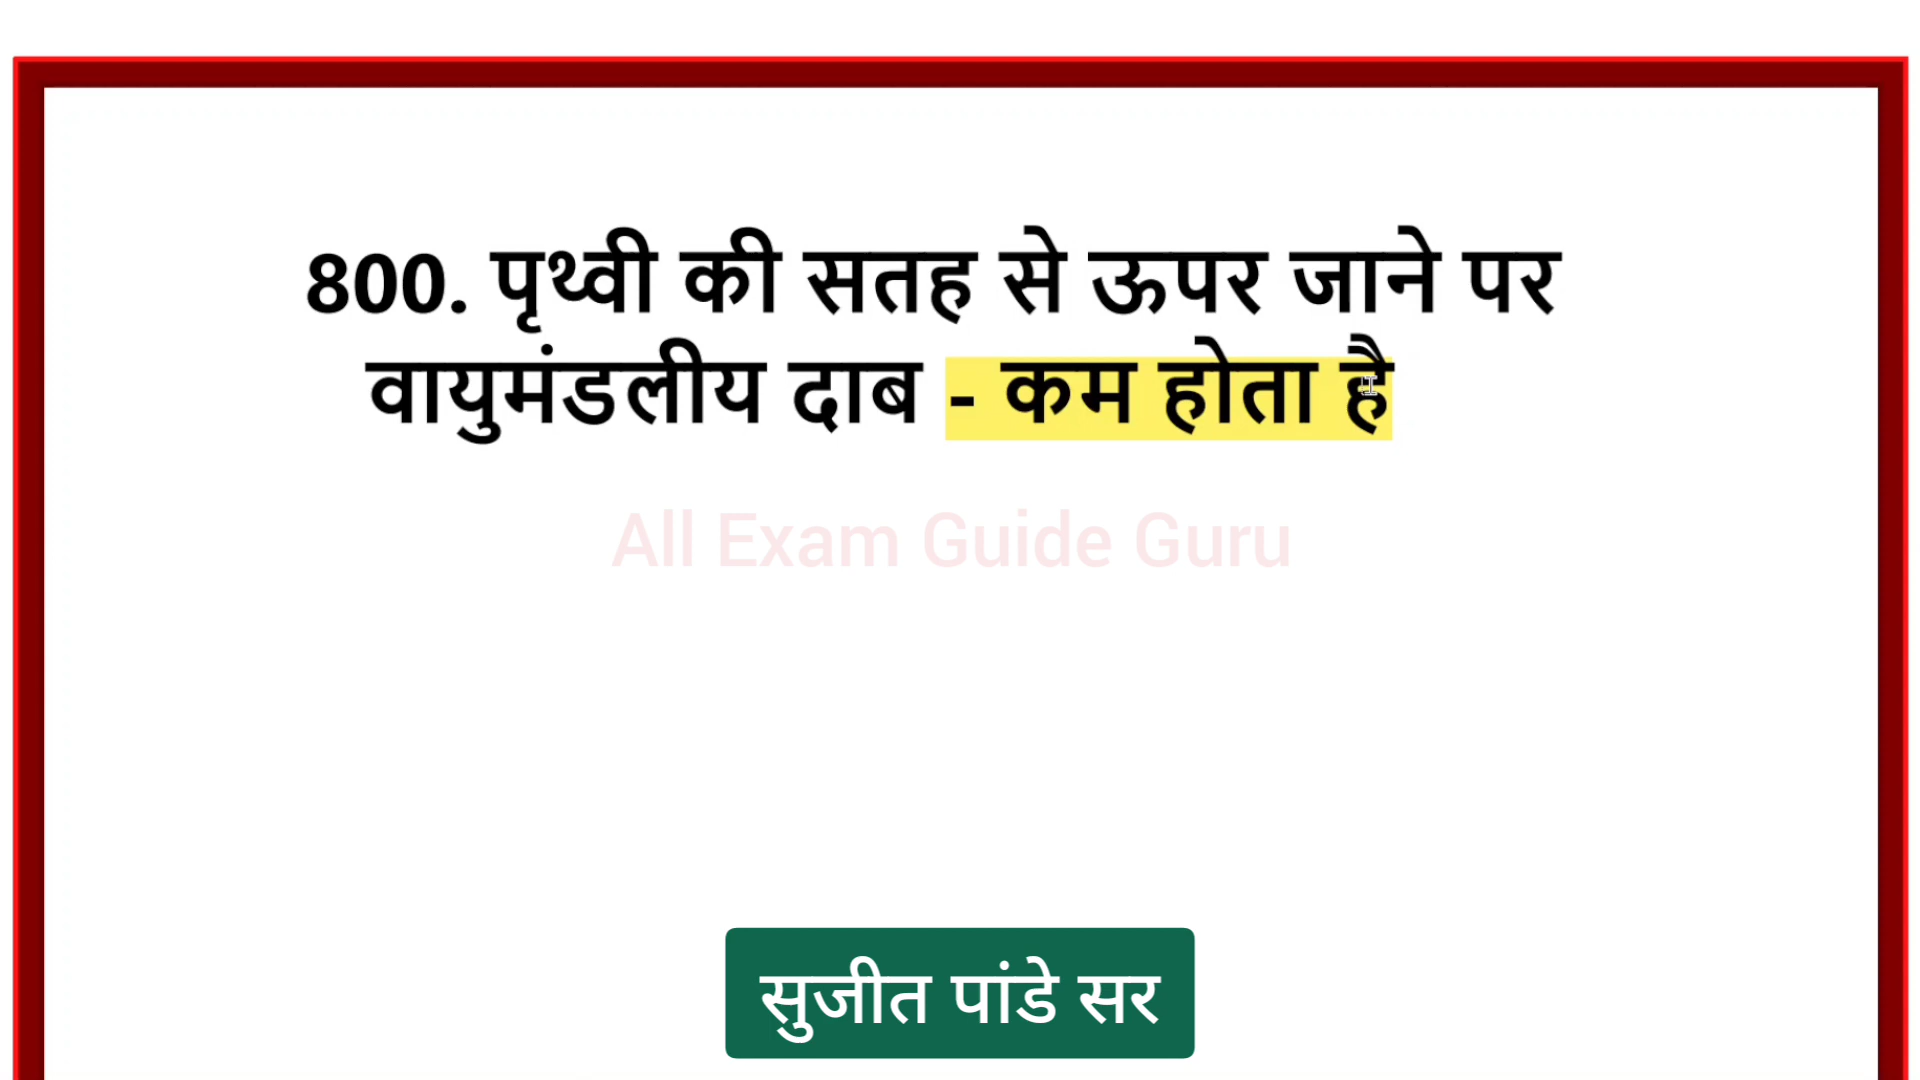 800. पृथ्वी की सतह से ऊपर जाने पर
वायुमंडलीय दाब - कम होता है
All Exam Guide Guru
सुजीत पांडे सर